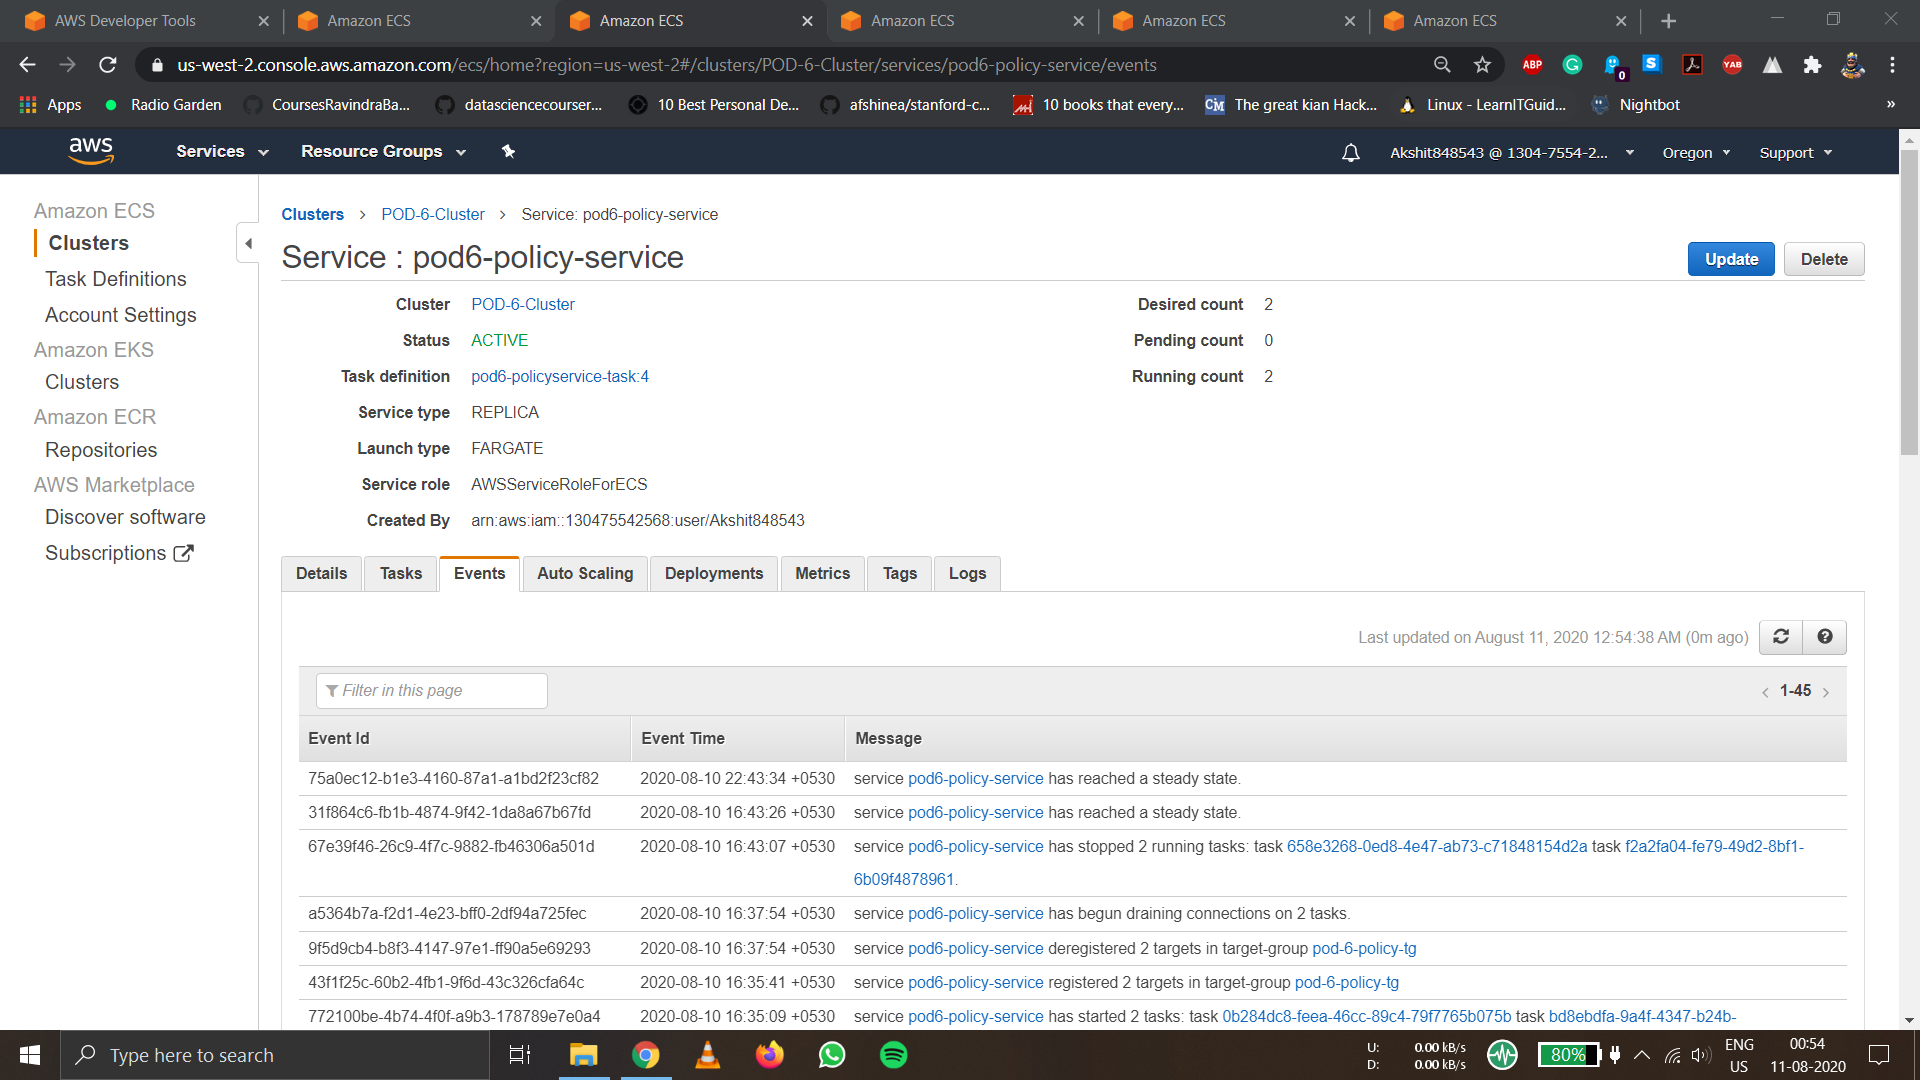 AWS Developer Tools
Amazon ECS
Amazon ECS
Amazon ECS
Amazon ECS
Amazon ECS
us-west-2.console.aws.amazon.com/ecs/home?region=us-west-2#/clusters/POD-6-Cluster/services/pod6-policy-service/events
ABP
0
S
YAB
Apps
Radio Garden
CoursesRavindraBa...
datasciencecourser...
10 Best Personal De...
afshinea/stanford-c...
10 books that every...
CM
The great kian Hack...
Linux - LearnITGuid...
Nightbot
»
aws
Services
Resource Groups
Akshit848543 @ 1304-7554-2...
Oregon
Support
Amazon ECS
Clusters
Task Definitions
Account Settings
Amazon EKS
Clusters
Amazon ECR
Repositories
AWS Marketplace
Discover software
Subscriptions
Clusters > POD-6-Cluster > Service: pod6-policy-service
Service : pod6-policy-service
Update
Delete
Cluster POD-6-Cluster
Status ACTIVE
Task definition pod6-policyservice-task:4
Service type REPLICA
Launch type FARGATE
Service role AWSServiceRoleForECS
Created By arn:aws:iam::130475542568:user/Akshit848543
Desired count 2
Pending count 0
Running count 2
Details
Tasks
Events
Auto Scaling
Deployments
Metrics
Tags
Logs
Last updated on August 11, 2020 12:54:38 AM (0m ago)
Filter in this page
< 1-45 >
Event Id Event Time Message
75a0ec12-b1e3-4160-87a1-a1bd2f23cf82 2020-08-10 22:43:34 +0530 service pod6-policy-service has reached a steady state.
31f864c6-fb1b-4874-9f42-1da8a67b67fd 2020-08-10 16:43:26 +0530 service pod6-policy-service has reached a steady state.
67e39f46-26c9-4f7c-9882-fb46306a501d 2020-08-10 16:43:07 +0530 service pod6-policy-service has stopped 2 running tasks: task 658e3268-0ed8-4e47-ab73-c71848154d2a task f2a2fa04-fe79-49d2-8bf1-
6b09f4878961.
a5364b7a-f2d1-4e23-bff0-2df94a725fec 2020-08-10 16:37:54 +0530 service pod6-policy-service has begun draining connections on 2 tasks.
9f5d9cb4-b8f3-4147-97e1-ff90a5e69293 2020-08-10 16:37:54 +0530 service pod6-policy-service deregistered 2 targets in target-group pod-6-policy-tg
43f1f25c-60b2-4fb1-9f6d-43c326cfa64c 2020-08-10 16:35:41 +0530 service pod6-policy-service registered 2 targets in target-group pod-6-policy-tg
772100be-4b74-4f0f-a9b3-178789e7e0a4 2020-08-10 16:35:09 +0530 service pod6-policy-service has started 2 tasks: task 0b284dc8-feea-46cc-89c4-79f7765b075b task bd8ebdfa-9a4f-4347-b24b-
Type here to search
U: 0.00 kB/s
D: 0.00 kB/s
80%
ENG
US
00:54
11-08-2020